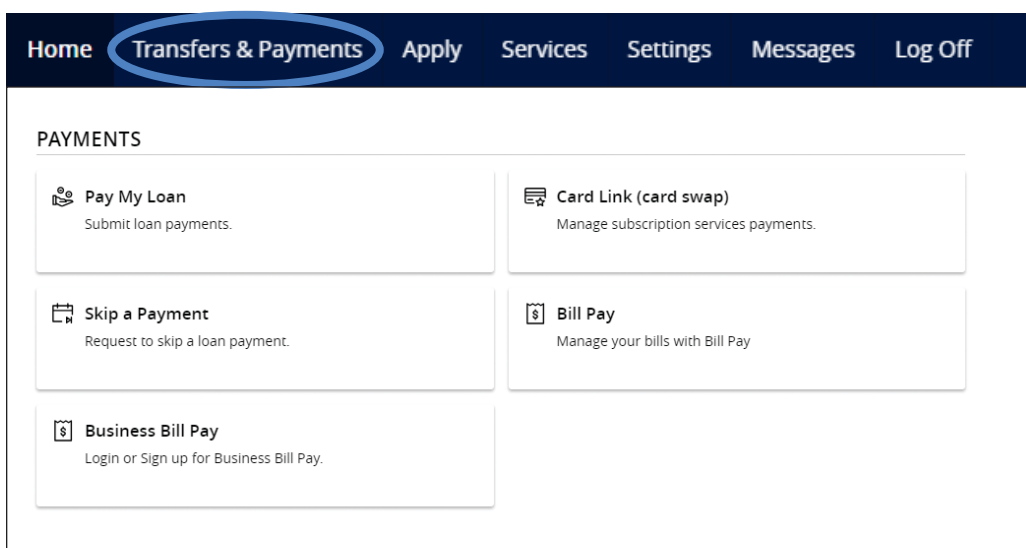 Home Transfers & Payments Apply Services Settings Messages Log Off
PAYMENTS
Pay My Loan
Submit loan payments.
Card Link (card swap)
Manage subscription services payments.
Skip a Payment
Request to skip a loan payment.
Bill Pay
Manage your bills with Bill Pay
Business Bill Pay
Login or Sign up for Business Bill Pay.